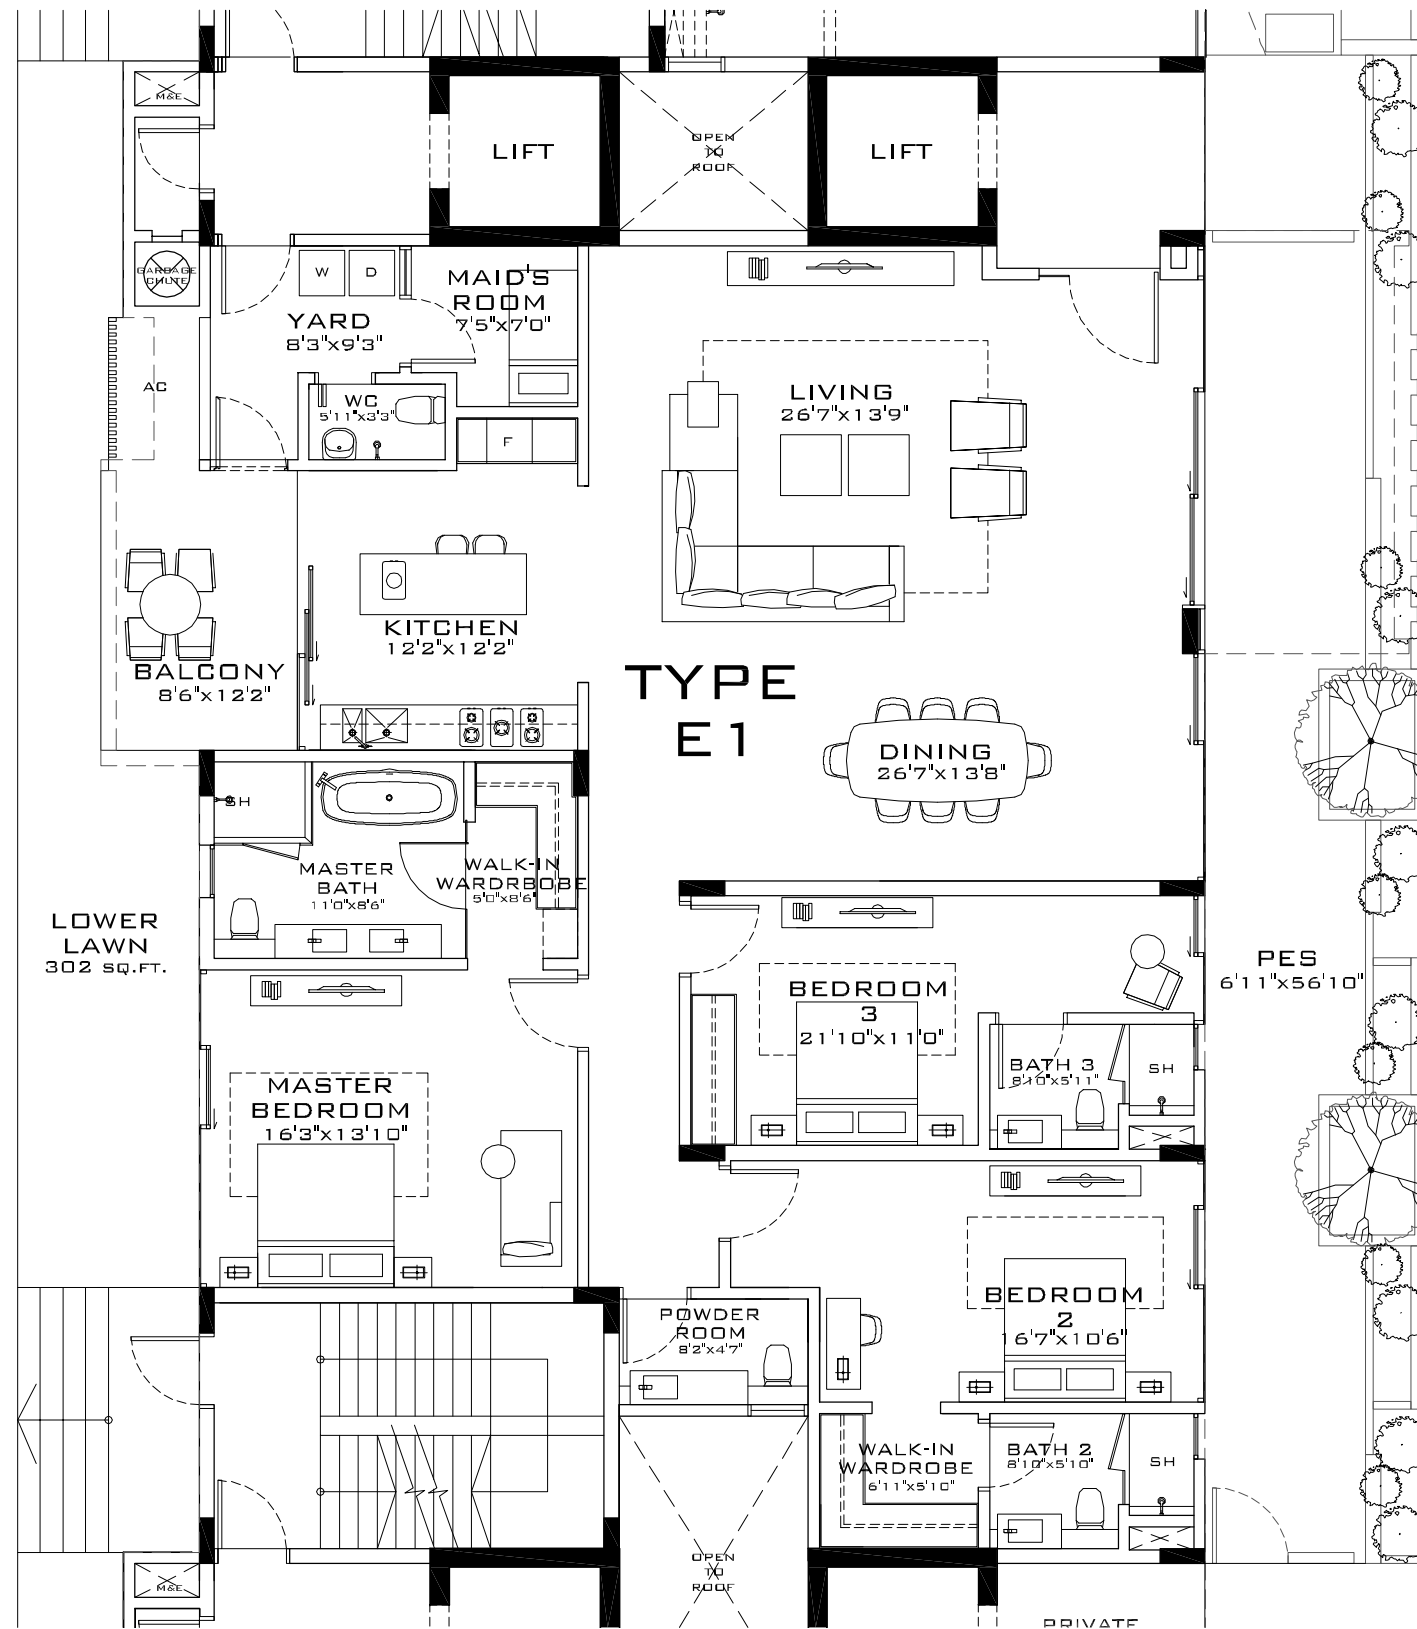 M&E
LIFT
OPEN
TO
ROOF
LIFT
GARBAGE
CHUTE
W
D
MAID'S
ROOM
7'5"x7'0"
YARD
8'3"x9'3"
AC
WC
5'11"x3'3"
F
LIVING
26'7"x13'9"
KITCHEN
12'2"x12'2"
BALCONY
8'6"x12'2"
TYPE
E1
DINING
26'7"x13'8"
SH
MASTER
BATH
11'0"x8'6"
WALK-IN
WARDRBOBE
5'0"x8'6"
LOWER
LAWN
302 SQ.FT.
BEDROOM
3
21'10"x11'0"
PES
6'11"x56'10"
BATH 3
8'10"x5'11"
SH
MASTER
BEDROOM
16'3"x13'10"
BEDROOM
2
16'7"x10'6"
POWDER
ROOM
8'2"x4'7"
WALK-IN
WARDROBE
6'11"x5'10"
BATH 2
8'10"x5'10"
SH
OPEN
TO
ROOF
M&E
PRIVATE